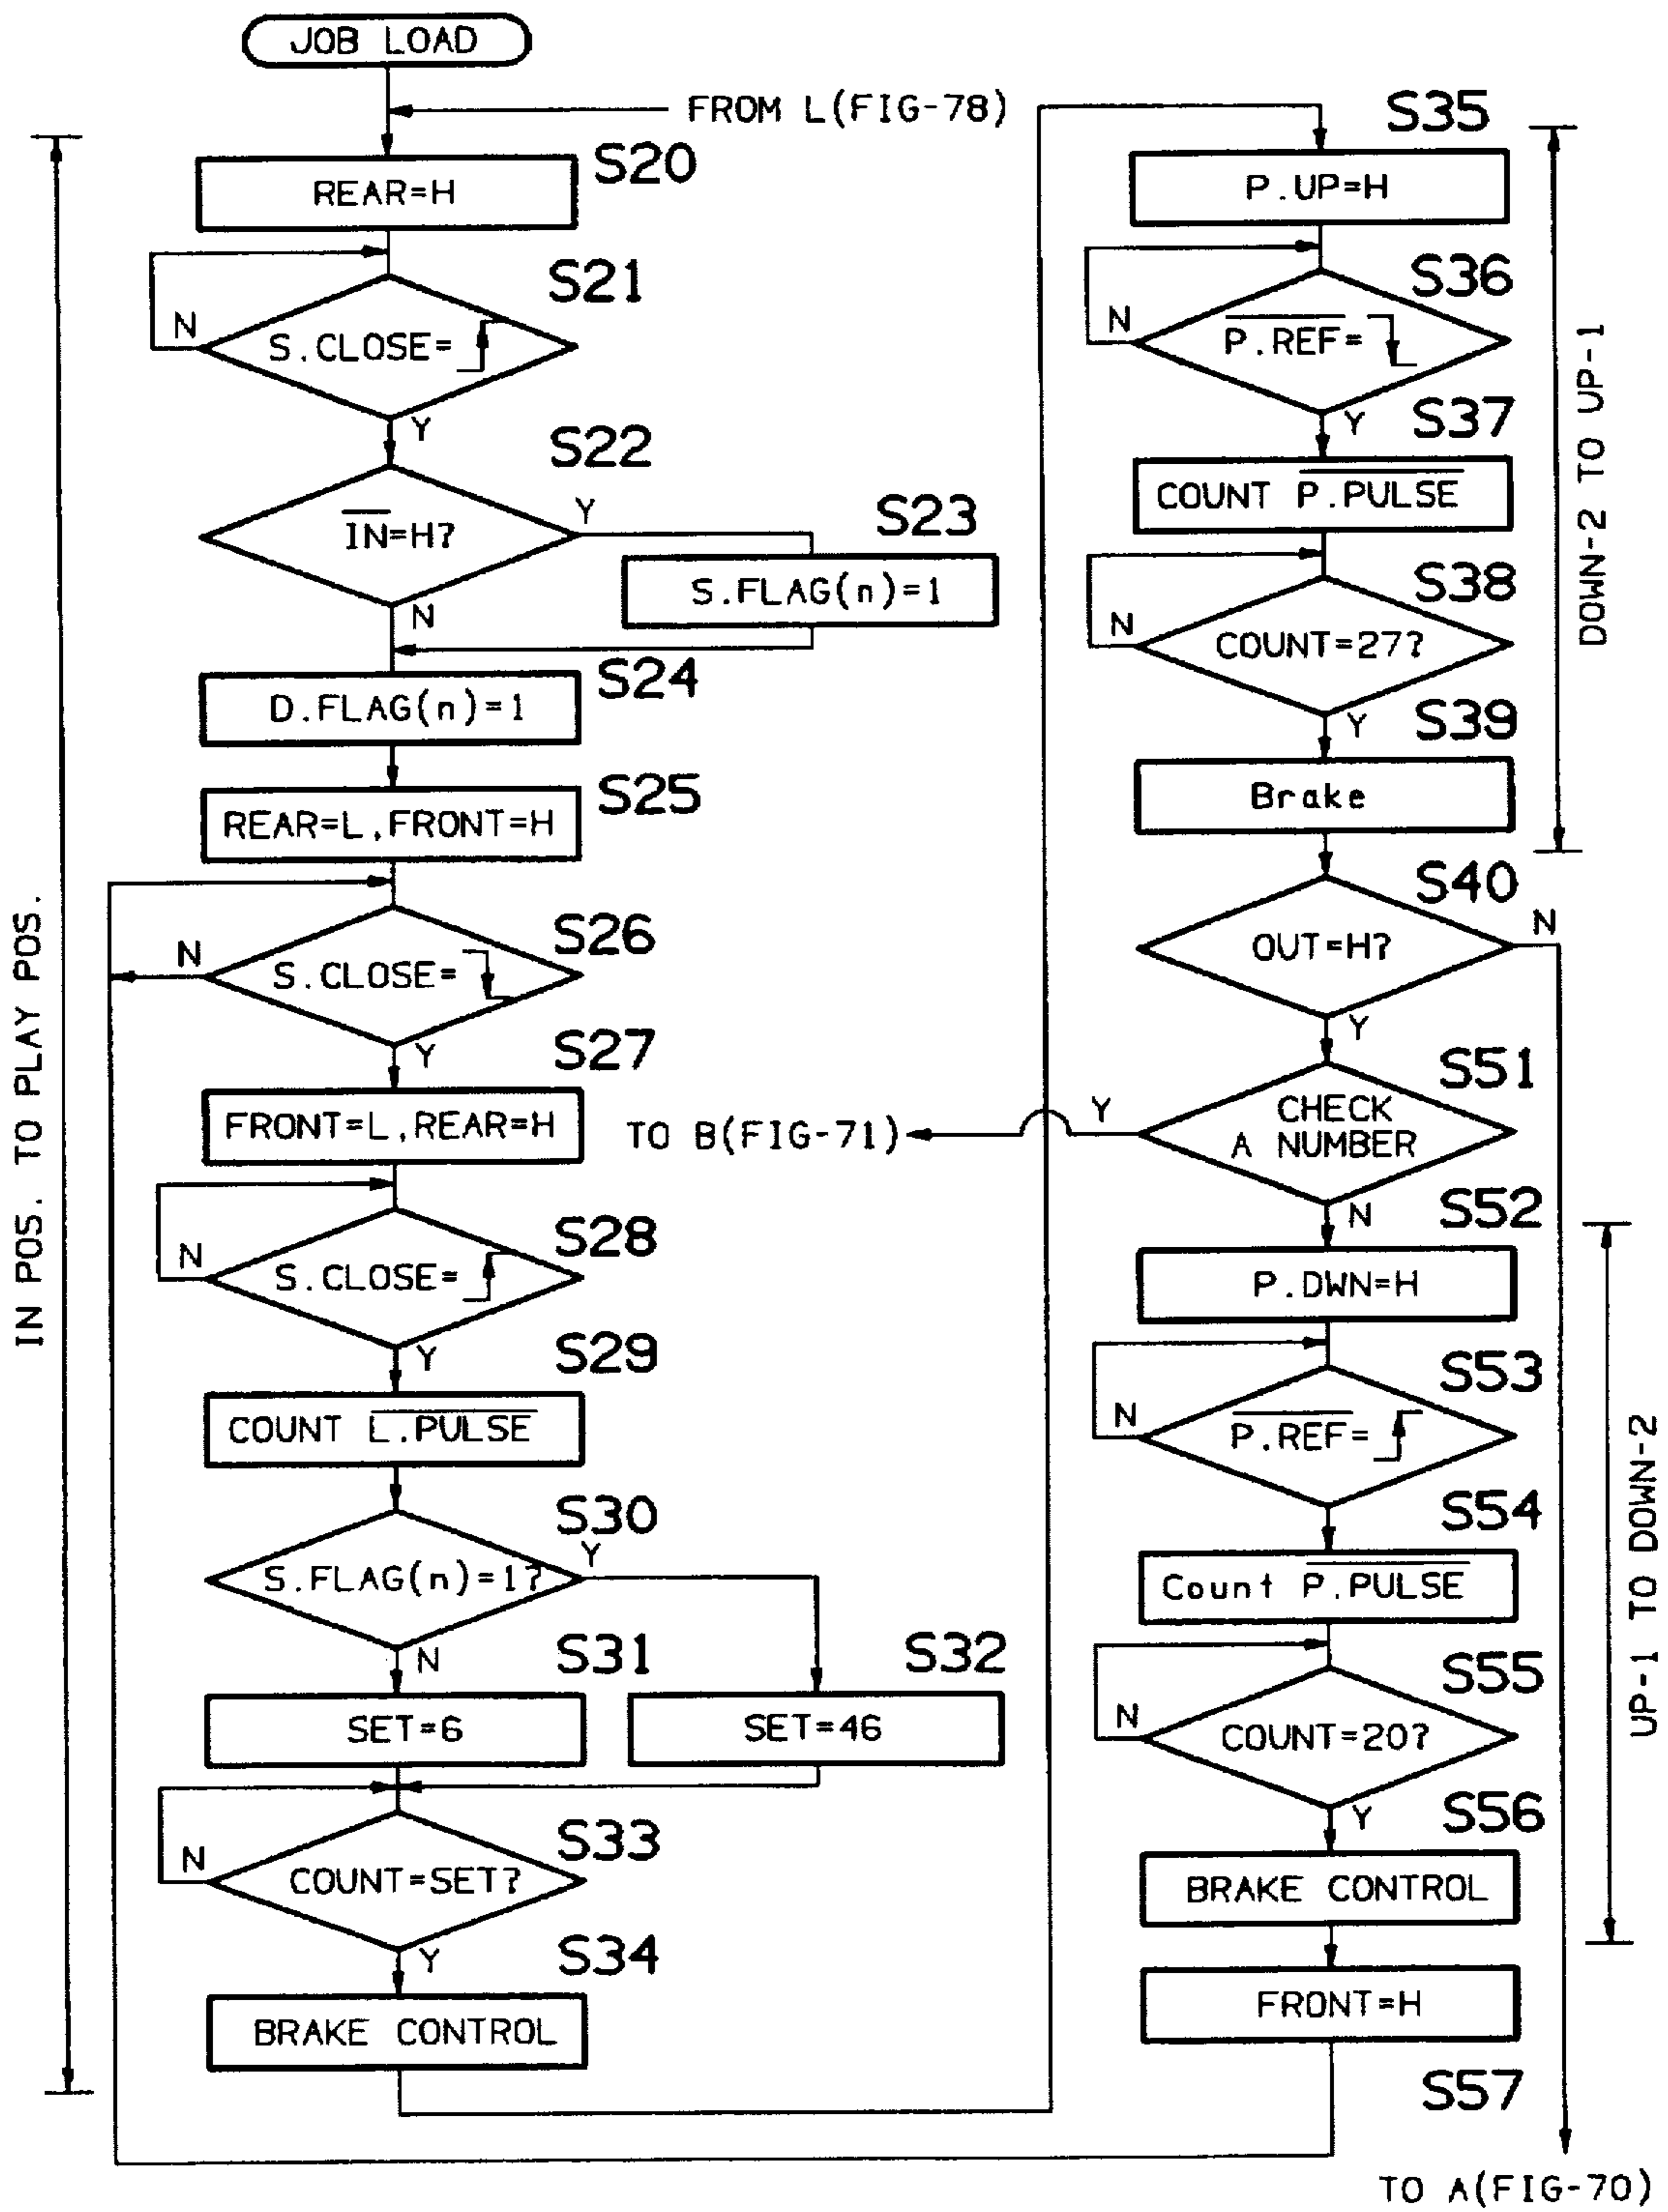 JOB LOAD
FROM L(FIG-78)
S20
REAR=H
S21
S.CLOSE=
N
Y
S22
IN=H?
Y
N
S23
S.FLAG(n)=1
S24
D.FLAG(n)=1
S25
REAR=L,FRONT=H
S26
S.CLOSE=
N
Y
S27
FRONT=L,REAR=H
S28
S.CLOSE=
N
Y
S29
COUNT L.PULSE
S30
S.FLAG(n)=1?
Y
N
S31
SET=6
S32
SET=46
S33
COUNT=SET?
N
Y
S34
BRAKE CONTROL
IN POS. TO PLAY POS.
S35
P.UP=H
S36
P.REF=
N
Y
S37
COUNT P.PULSE
S38
COUNT=27?
N
Y
S39
Brake
DOWN-2 TO UP-1
S40
OUT=H?
N
Y
S51
CHECK
A NUMBER
Y
TO B(FIG-71)
N
S52
P.DWN=H
S53
P.REF=
N
S54
Count P.PULSE
S55
COUNT=20?
N
Y
S56
BRAKE CONTROL
UP-1 TO DOWN-2
FRONT=H
S57
TO A(FIG-70)